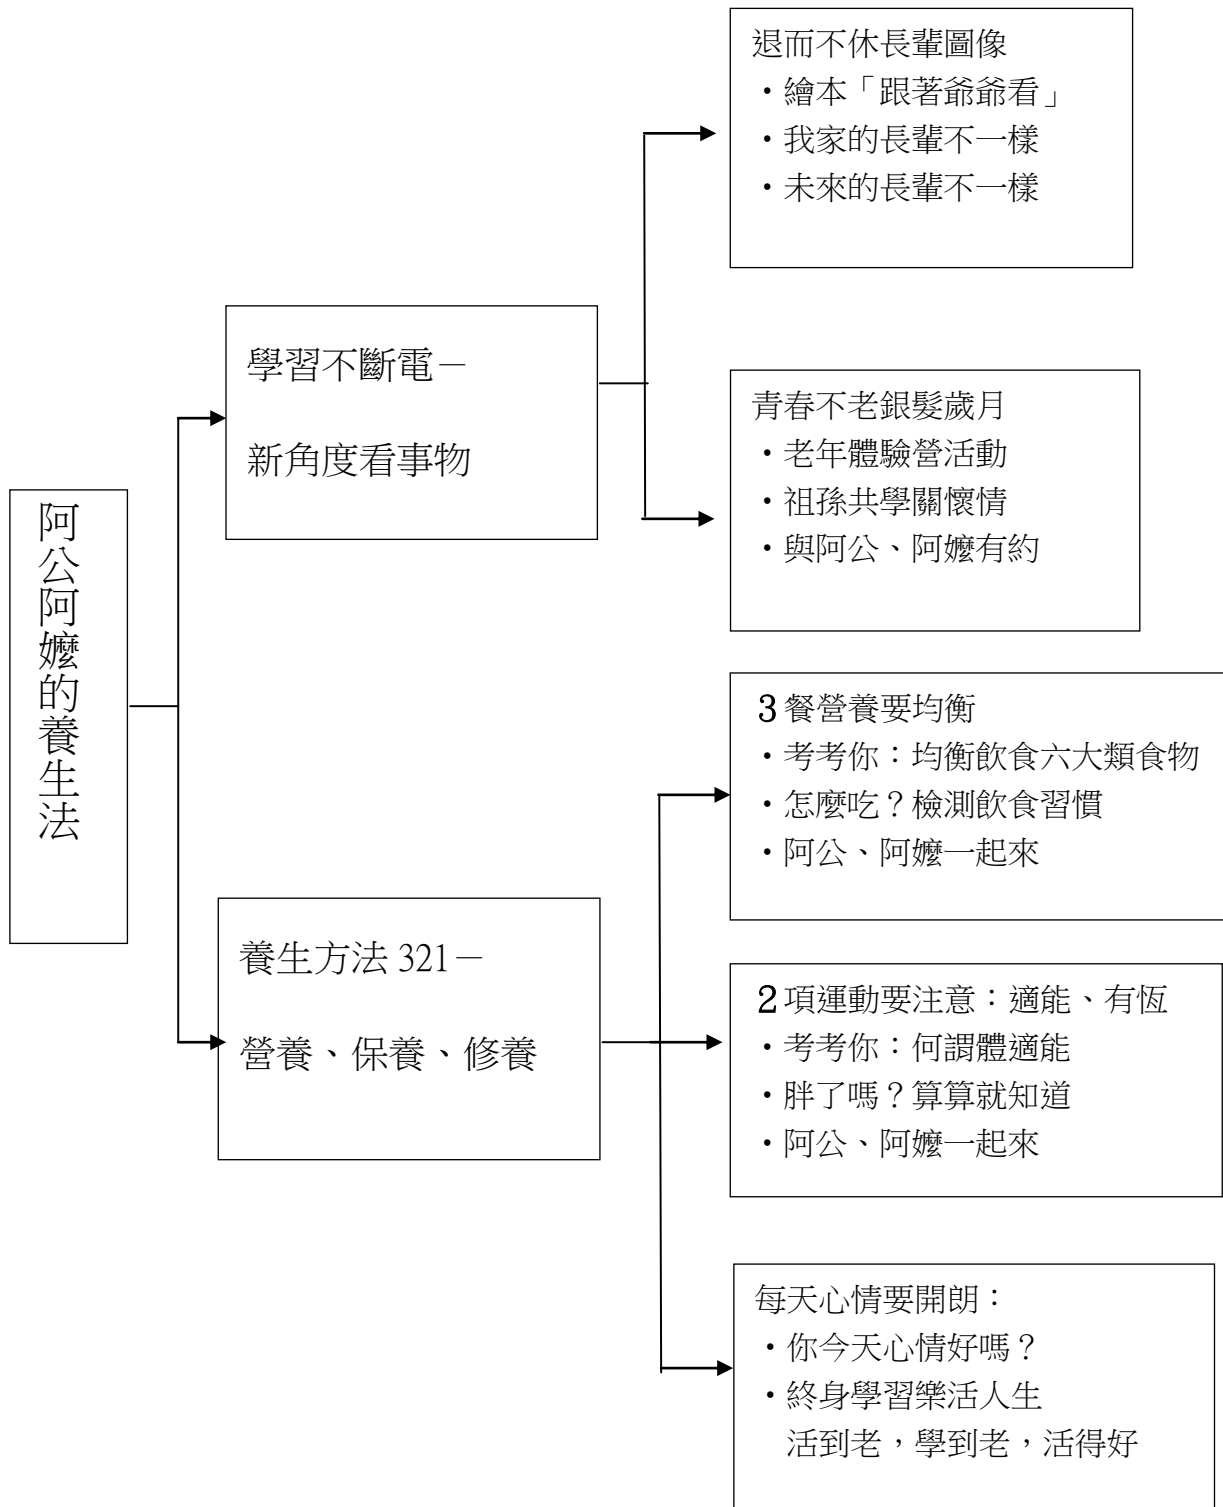 阿公阿嬤的養生法
學習不斷電－
新角度看事物
退而不休長輩圖像
・繪本「跟著爺爺看」
・我家的長輩不一樣
・未來的長輩不一樣
青春不老銀髮歲月
・老年體驗營活動
・祖孫共學關懷情
・與阿公、阿嬤有約
養生方法 321－
營養、保養、修養
3 餐營養要均衡
・考考你：均衡飲食六大類食物
・怎麼吃？檢測飲食習慣
・阿公、阿嬤一起來
2 項運動要注意：適能、有恆
・考考你：何謂體適能
・胖了嗎？算算就知道
・阿公、阿嬤一起來
每天心情要開朗：
・你今天心情好嗎？
・終身學習樂活人生
活到老，學到老，活得好